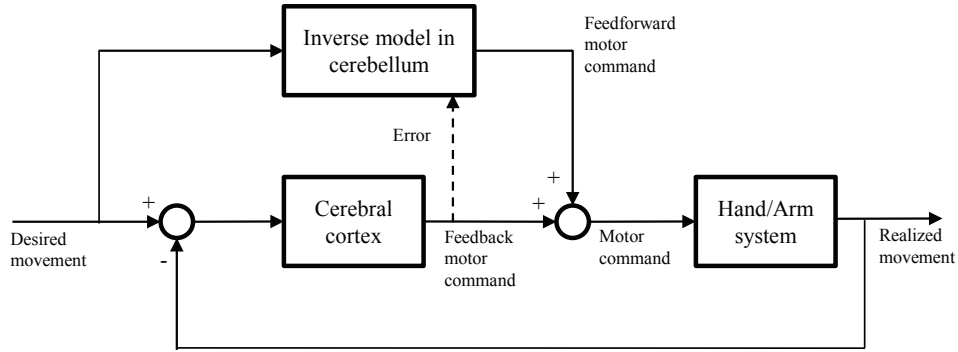 Inverse model in
cerebellum
Feedforward
motor
command
Error
+
+
+
-
Desired
movement
Cerebral
cortex
Feedback
motor
command
Motor
command
Hand/Arm
system
Realized
movement